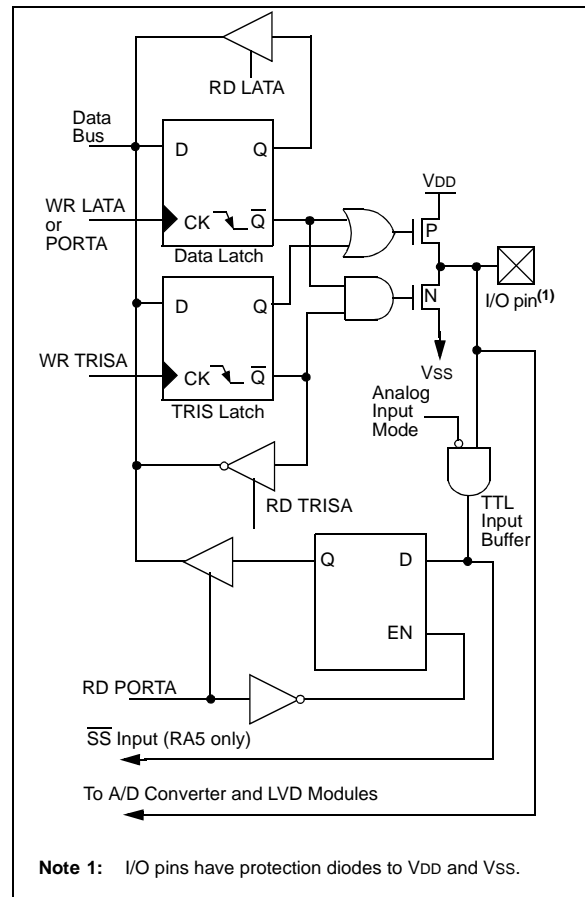 RD LATA
Data
Bus
D
Q
VDD
WR LATA
or
PORTA
CK
Q̅
P
Data Latch
I/O pin(1)
D
Q
N
WR TRISA
CK
Q̅
VSS
TRIS Latch
Analog
Input
Mode
RD TRISA
TTL
Input
Buffer
Q
D
EN
RD PORTA
S̅S̅ Input (RA5 only)
To A/D Converter and LVD Modules
Note 1: I/O pins have protection diodes to VDD and VSS.